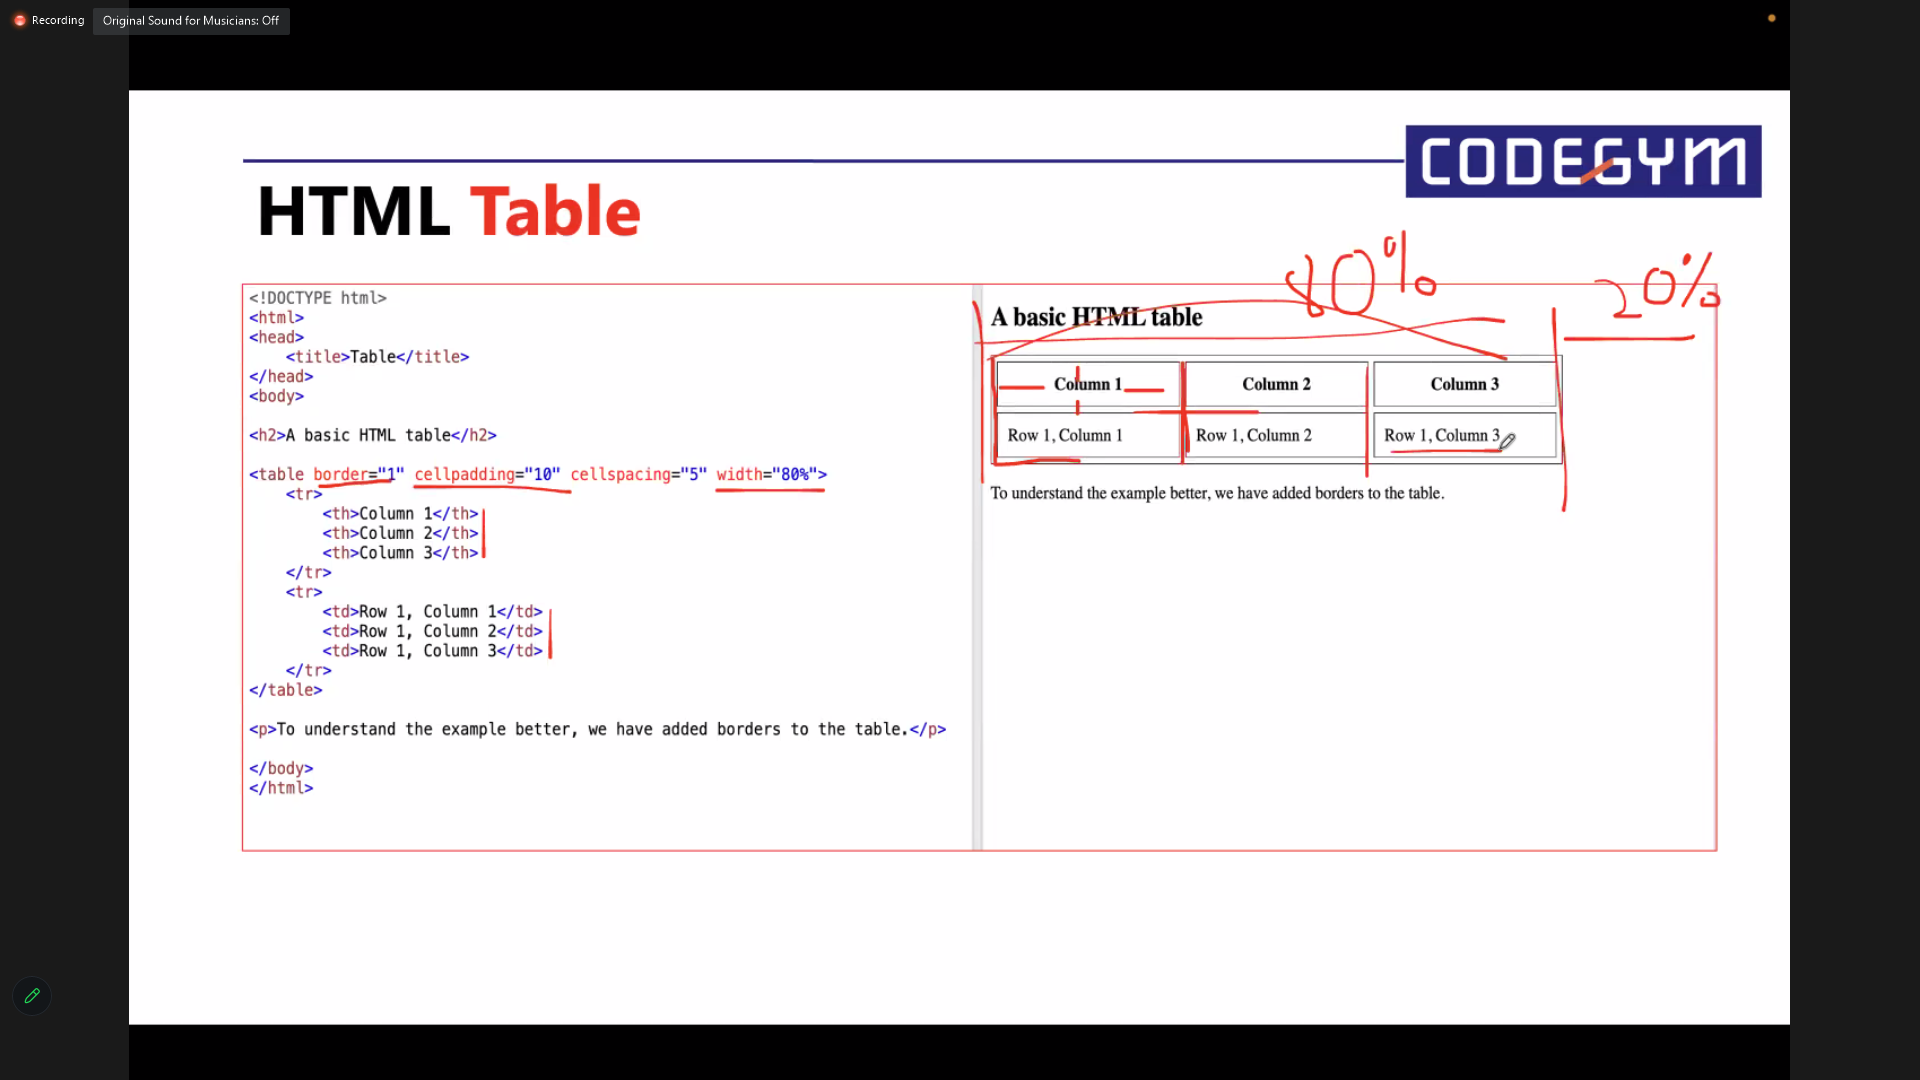 Recording
Original Sound for Musicians: Off
CODEGYM
HTML Table
80%
20%
<!DOCTYPE html>
<html>
<head>
    <title>Table</title>
</head>
<body>
<h2>A basic HTML table</h2>
<table border="1" cellpadding="10" cellspacing="5" width="80%">
    <tr>
        <th>Column 1</th>
        <th>Column 2</th>
        <th>Column 3</th>
    </tr>
    <tr>
        <td>Row 1, Column 1</td>
        <td>Row 1, Column 2</td>
        <td>Row 1, Column 3</td>
    </tr>
</table>
<p>To understand the example better, we have added borders to the table.</p>
</body>
</html>
A basic HTML table
Column 1 Column 2 Column 3
Row 1, Column 1 Row 1, Column 2 Row 1, Column 3
To understand the example better, we have added borders to the table.